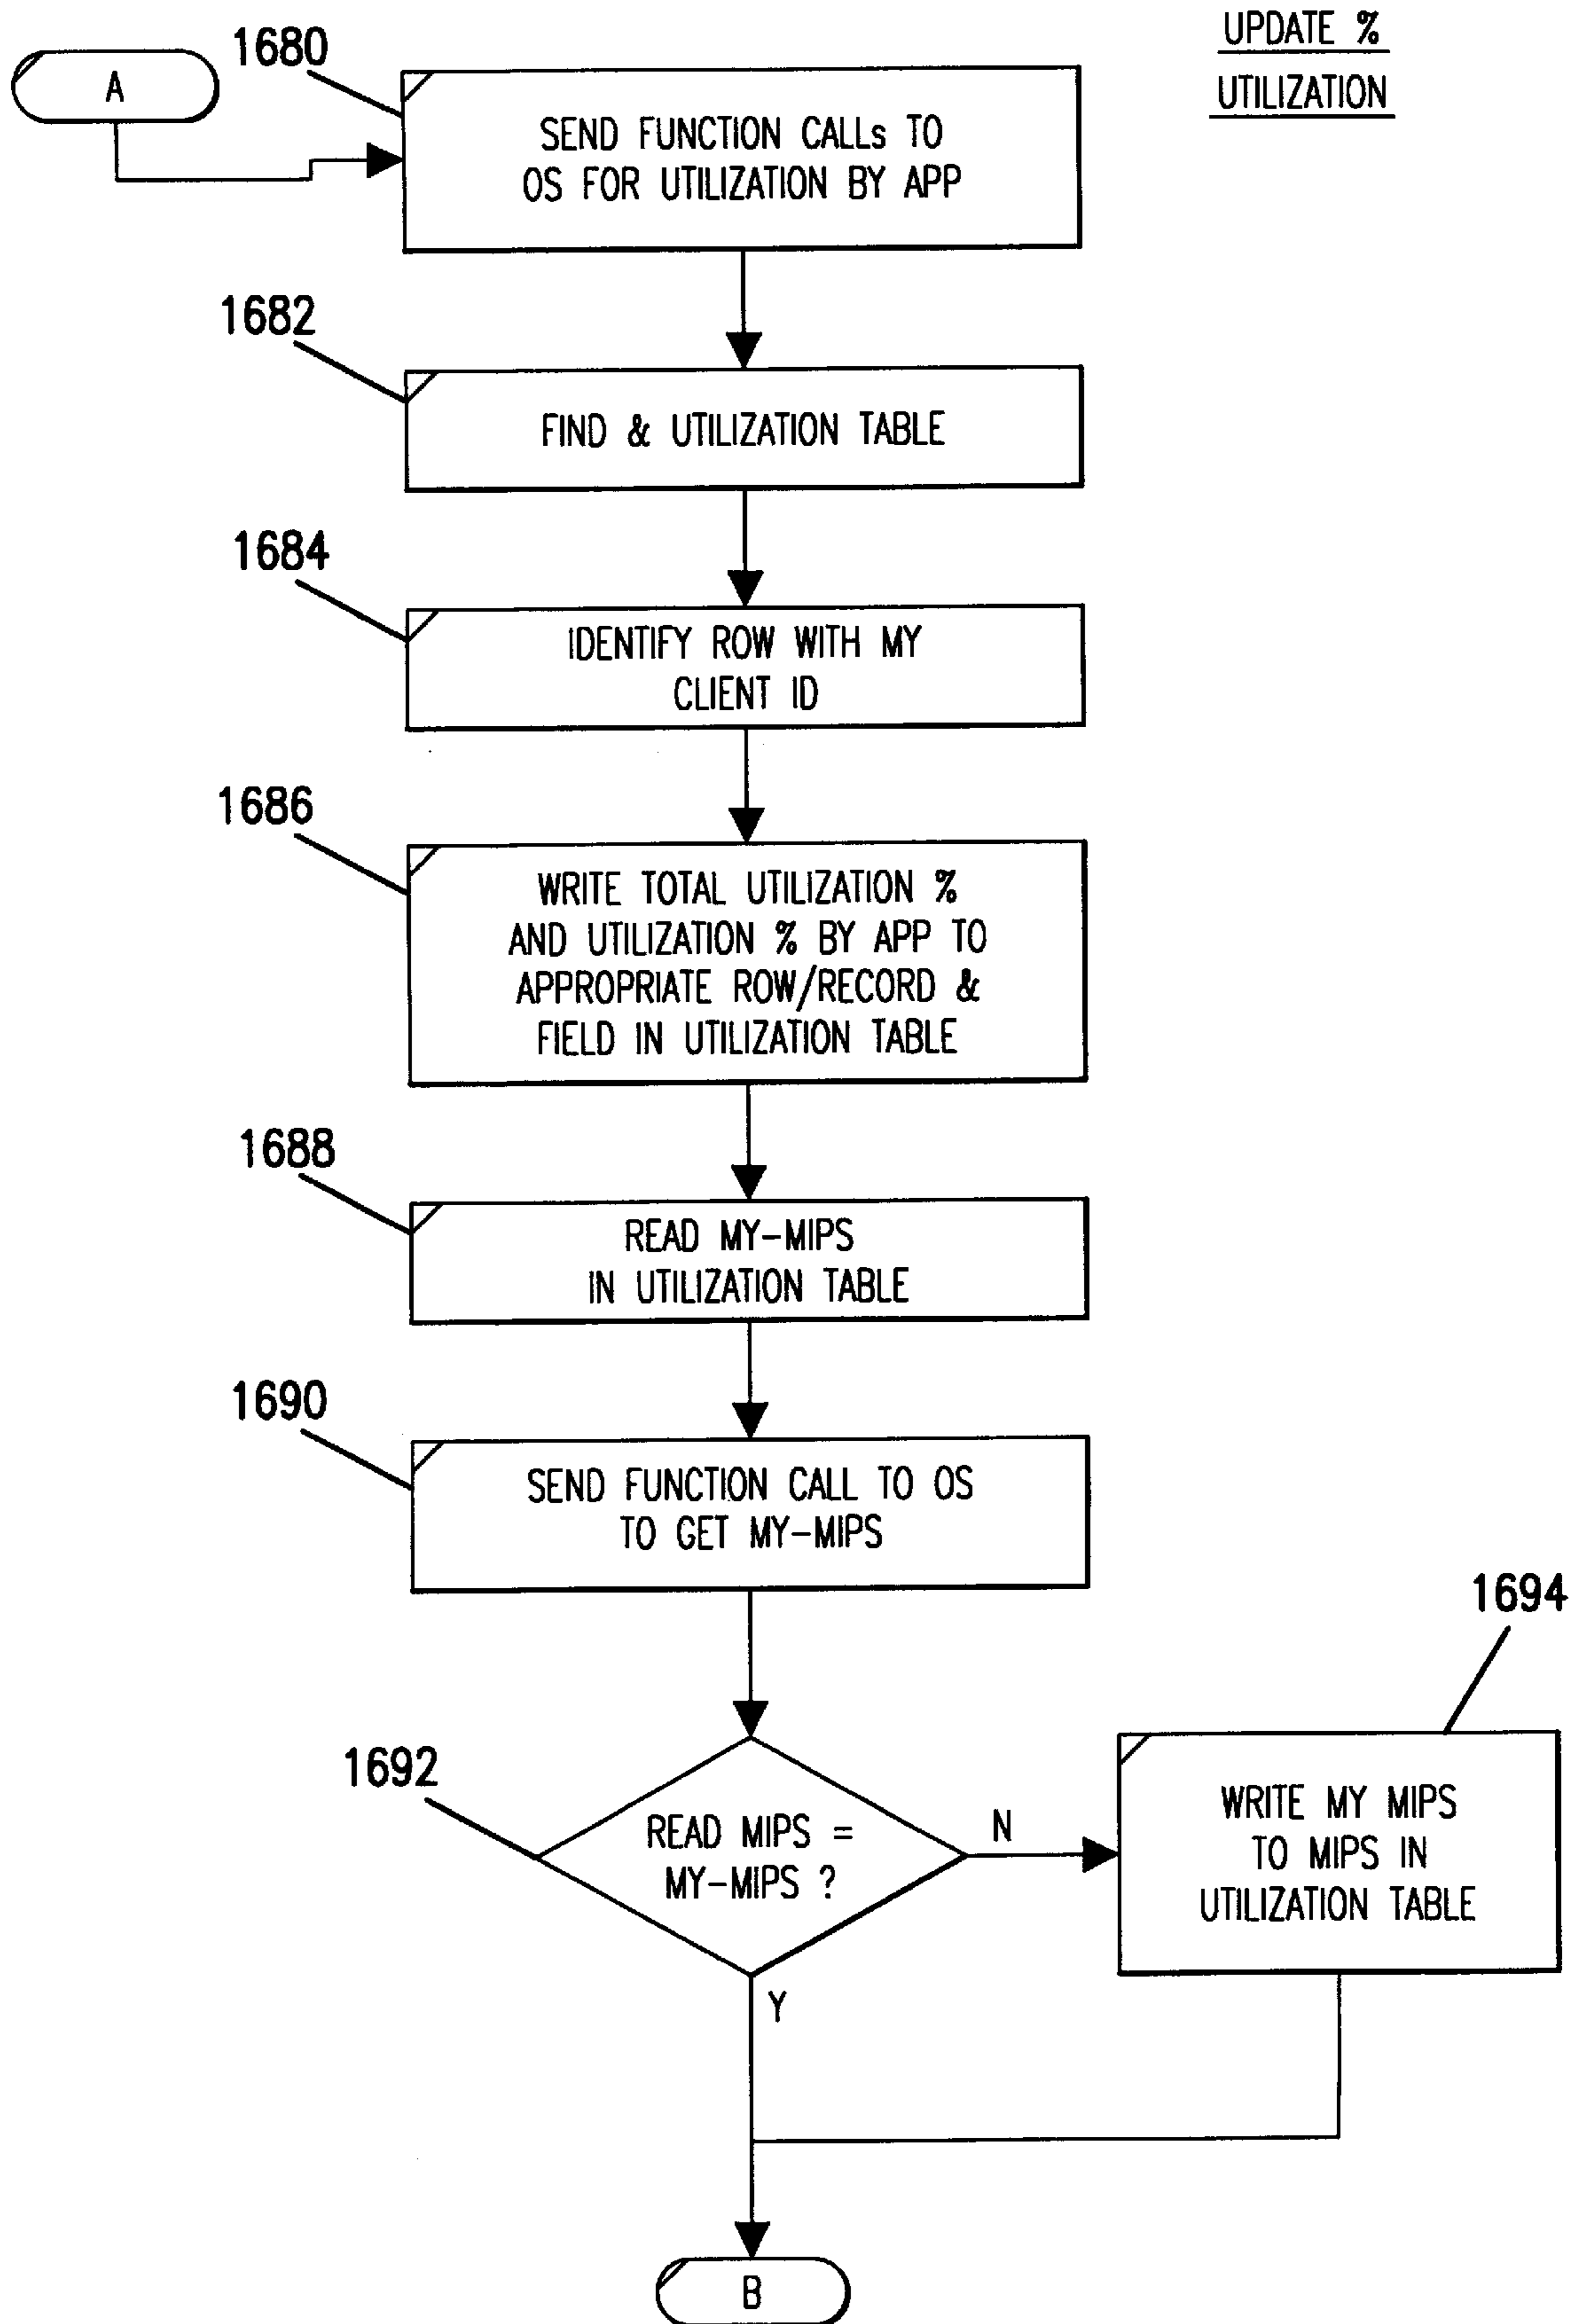 UPDATE %
UTILIZATION
A
1680
SEND FUNCTION CALLs TO
OS FOR UTILIZATION BY APP
1682
FIND & UTILIZATION TABLE
1684
IDENTIFY ROW WITH MY
CLIENT ID
1686
WRITE TOTAL UTILIZATION %
AND UTILIZATION % BY APP TO
APPROPRIATE ROW/RECORD &
FIELD IN UTILIZATION TABLE
1688
READ MY-MIPS
IN UTILIZATION TABLE
1690
SEND FUNCTION CALL TO OS
TO GET MY-MIPS
1692
READ MIPS =
MY-MIPS ?
N
1694
WRITE MY MIPS
TO MIPS IN
UTILIZATION TABLE
Y
B